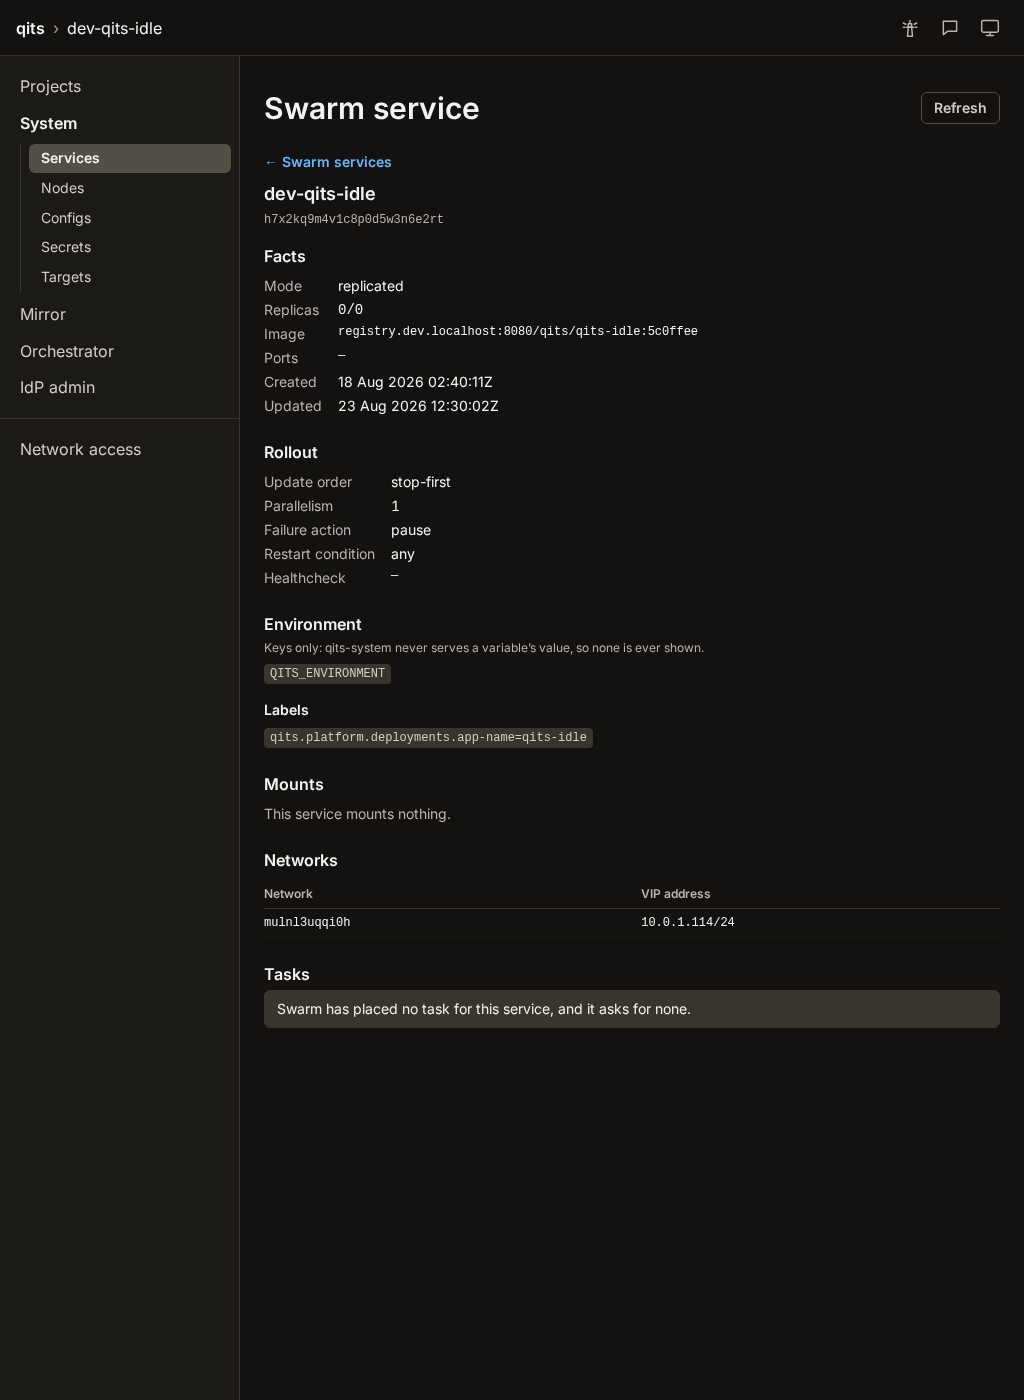 qits › dev-qits-idle
Projects
System
Services
Nodes
Configs
Secrets
Targets
Mirror
Orchestrator
IdP admin
Network access
Swarm service
Refresh
← Swarm services
dev-qits-idle
h7x2kq9m4v1c8p0d5w3n6e2rt
Facts
Mode replicated
Replicas 0/0
Image registry.dev.localhost:8080/qits/qits-idle:5c0ffee
Ports —
Created 18 Aug 2026 02:40:11Z
Updated 23 Aug 2026 12:30:02Z
Rollout
Update order stop-first
Parallelism 1
Failure action pause
Restart condition any
Healthcheck —
Environment
Keys only: qits-system never serves a variable’s value, so none is ever shown.
QITS_ENVIRONMENT
Labels
qits.platform.deployments.app-name=qits-idle
Mounts
This service mounts nothing.
Networks
Network VIP address
mulnl3uqqi0h 10.0.1.114/24
Tasks
Swarm has placed no task for this service, and it asks for none.